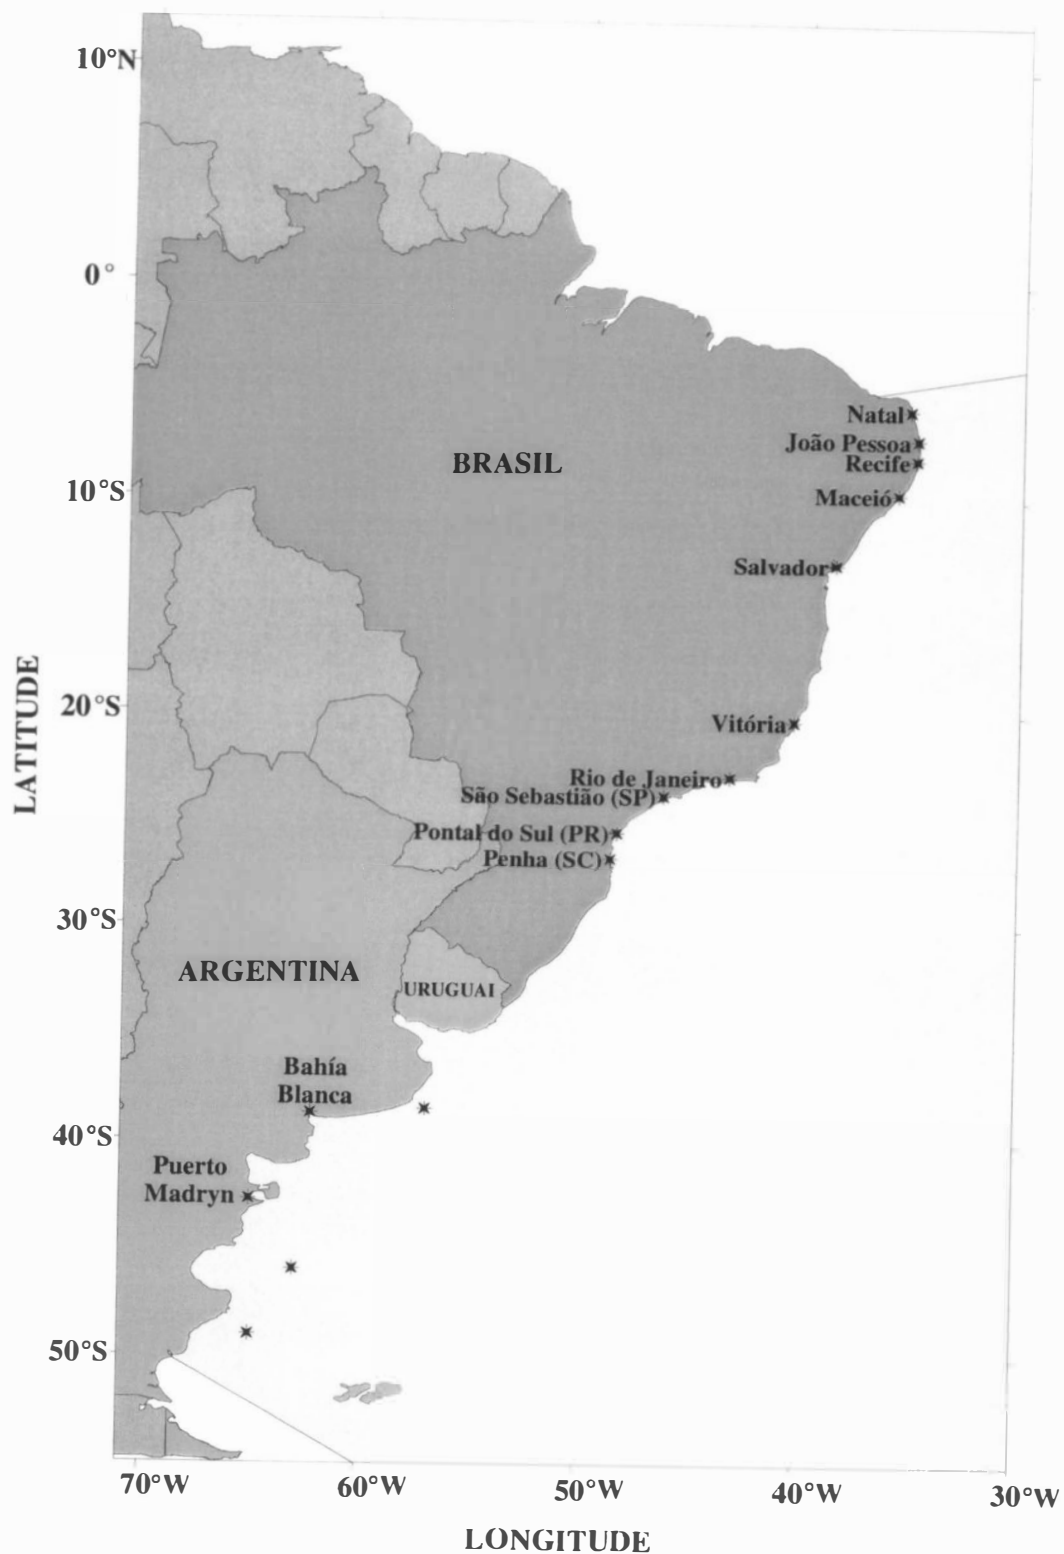 10°N
0°
Natal
João Pessoa
BRASIL
Recife
10°S
Maceió
Salvador
LATITUDE
20°S
Vitória
Rio de Janeiro
São Sebastião (SP)
Pontal do Sul (PR)
Penha (SC)
30°S
ARGENTINA
URUGUAI
Bahía
Blanca
40°S
Puerto
Madryn
50°S
70°W
60°W
50°W
40°W
30°W
LONGITUDE